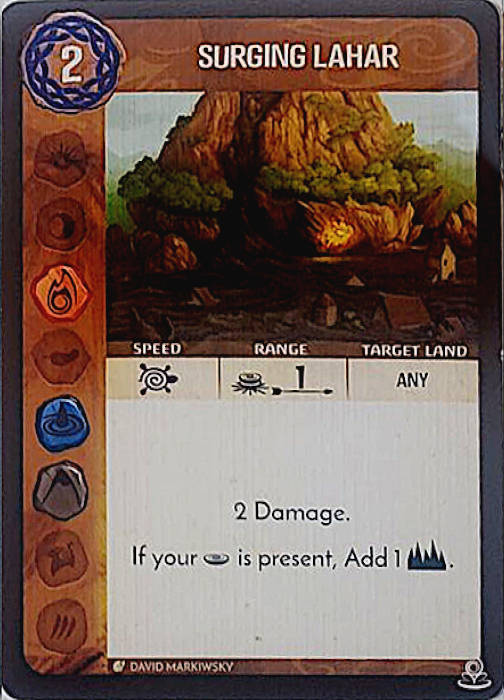 2
SURGING LAHAR
SPEED RANGE TARGET LAND
1 ANY
2 Damage.
If your is present, Add 1 .
DAVID MARKIWSKY